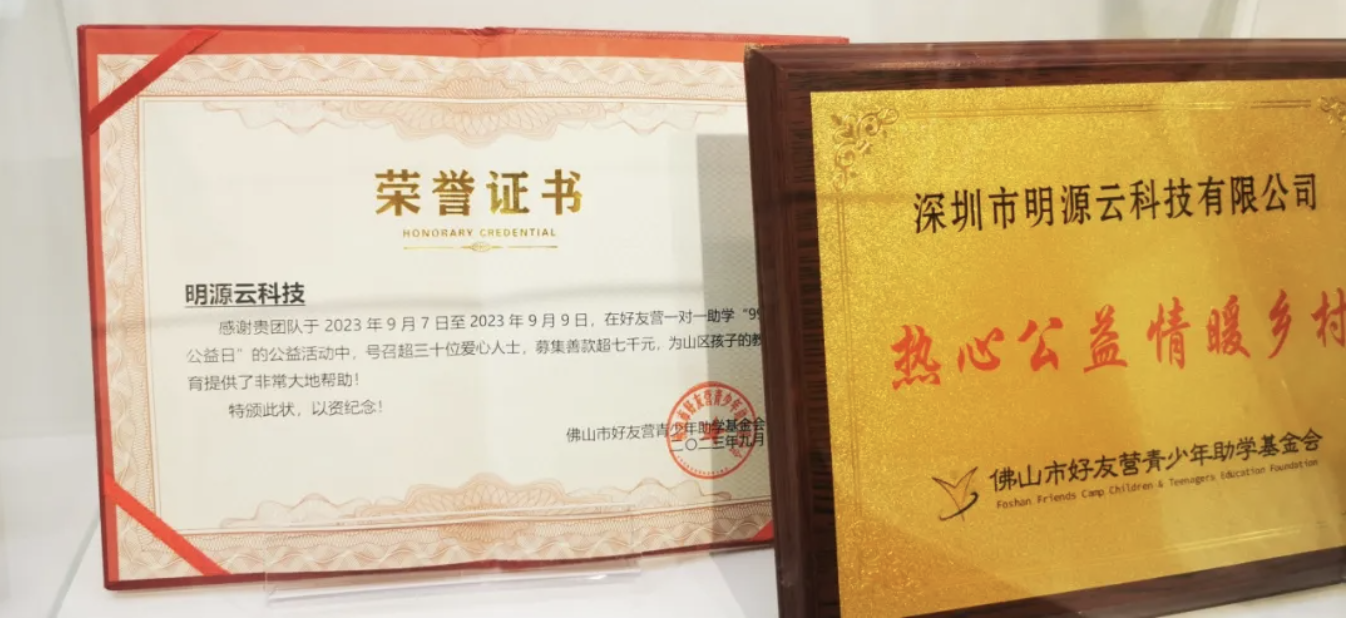 荣誉证书
HONORARY CREDENTIAL
明源云科技
感谢贵团队于 2023 年 9 月 7 日至 2023 年 9 月 9 日，在好友营一对一助学“99
公益日”的公益活动中，号召超三十位爱心人士，募集善款超七千元，为山区孩子的教
育提供了非常大地帮助！
特颁此状，以资纪念！
佛山市好友营青少年助学基金会
二〇二三年九月
深圳市明源云科技有限公司
热心公益情暖乡村
佛山市好友营青少年助学基金会
Foshan Friends Camp Children & Teenagers Education Foundation